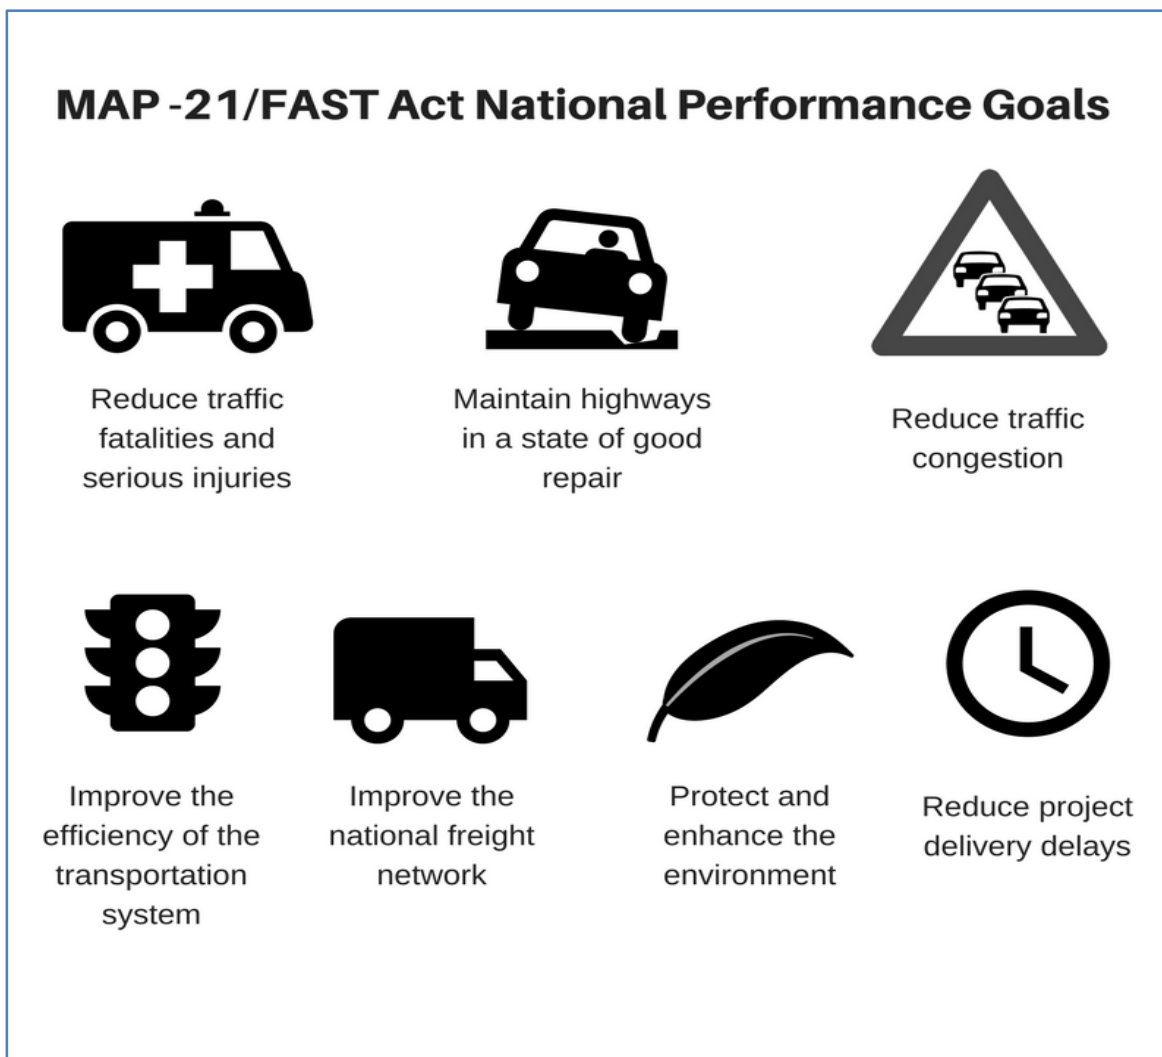 MAP -21/FAST Act National Performance Goals
Reduce traffic
fatalities and
serious injuries
Maintain highways
in a state of good
repair
Reduce traffic
congestion
Improve the
efficiency of the
transportation
system
Improve the
national freight
network
Protect and
enhance the
environment
Reduce project
delivery delays